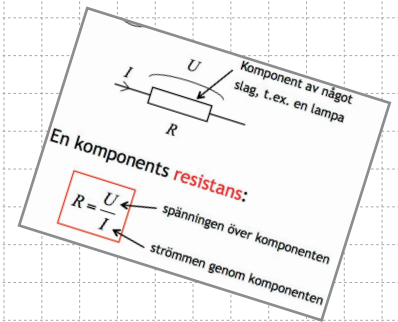 U
Komponent av något
slag, t.ex. en lampa
I
R
En komponents resistans:
R = U / I
spänningen över komponenten
strömmen genom komponenten